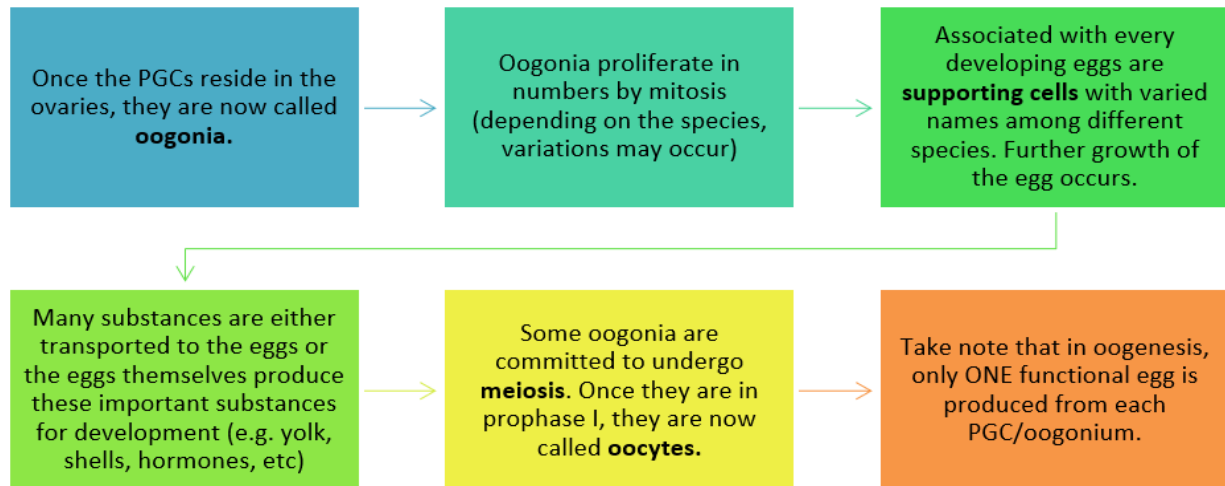 Once the PGCs reside in the
ovaries, they are now called
oogonia.
Oogonia proliferate in
numbers by mitosis
(depending on the species,
variations may occur)
Associated with every
developing eggs are
supporting cells with varied
names among different
species. Further growth of
the egg occurs.
Many substances are either
transported to the eggs or
the eggs themselves produce
these important substances
for development (e.g. yolk,
shells, hormones, etc)
Some oogonia are
committed to undergo
meiosis. Once they are in
prophase I, they are now
called oocytes.
Take note that in oogenesis,
only ONE functional egg is
produced from each
PGC/oogonium.